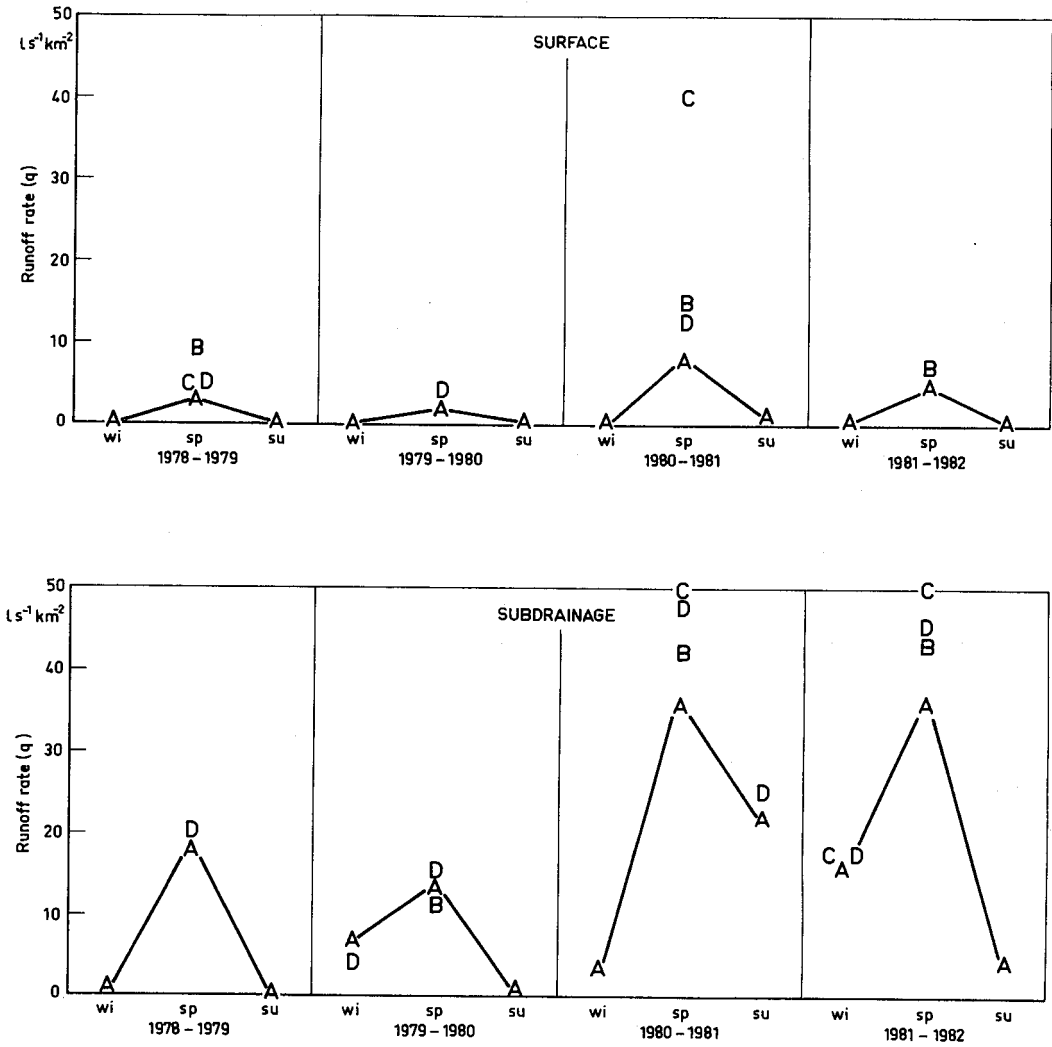 50
l s⁻¹ km⁻²
SURFACE
40
C
30
Runoff rate (q)
20
B
D
10
B
A
B
C D
D
A
A
A
0
A A A A A A A A
wi sp su wi sp su wi sp su wi sp su
1978–1979 1979–1980 1980–1981 1981–1982
50
l s⁻¹ km⁻²
C C
SUBDRAINAGE
D
D
B B
40
A A
30
Runoff rate (q)
D
A
20
D
A
C D
D
A
A
B
10
A
D
A A
0
A A A
wi sp su wi sp su wi sp su wi sp su
1978–1979 1979–1980 1980–1981 1981–1982